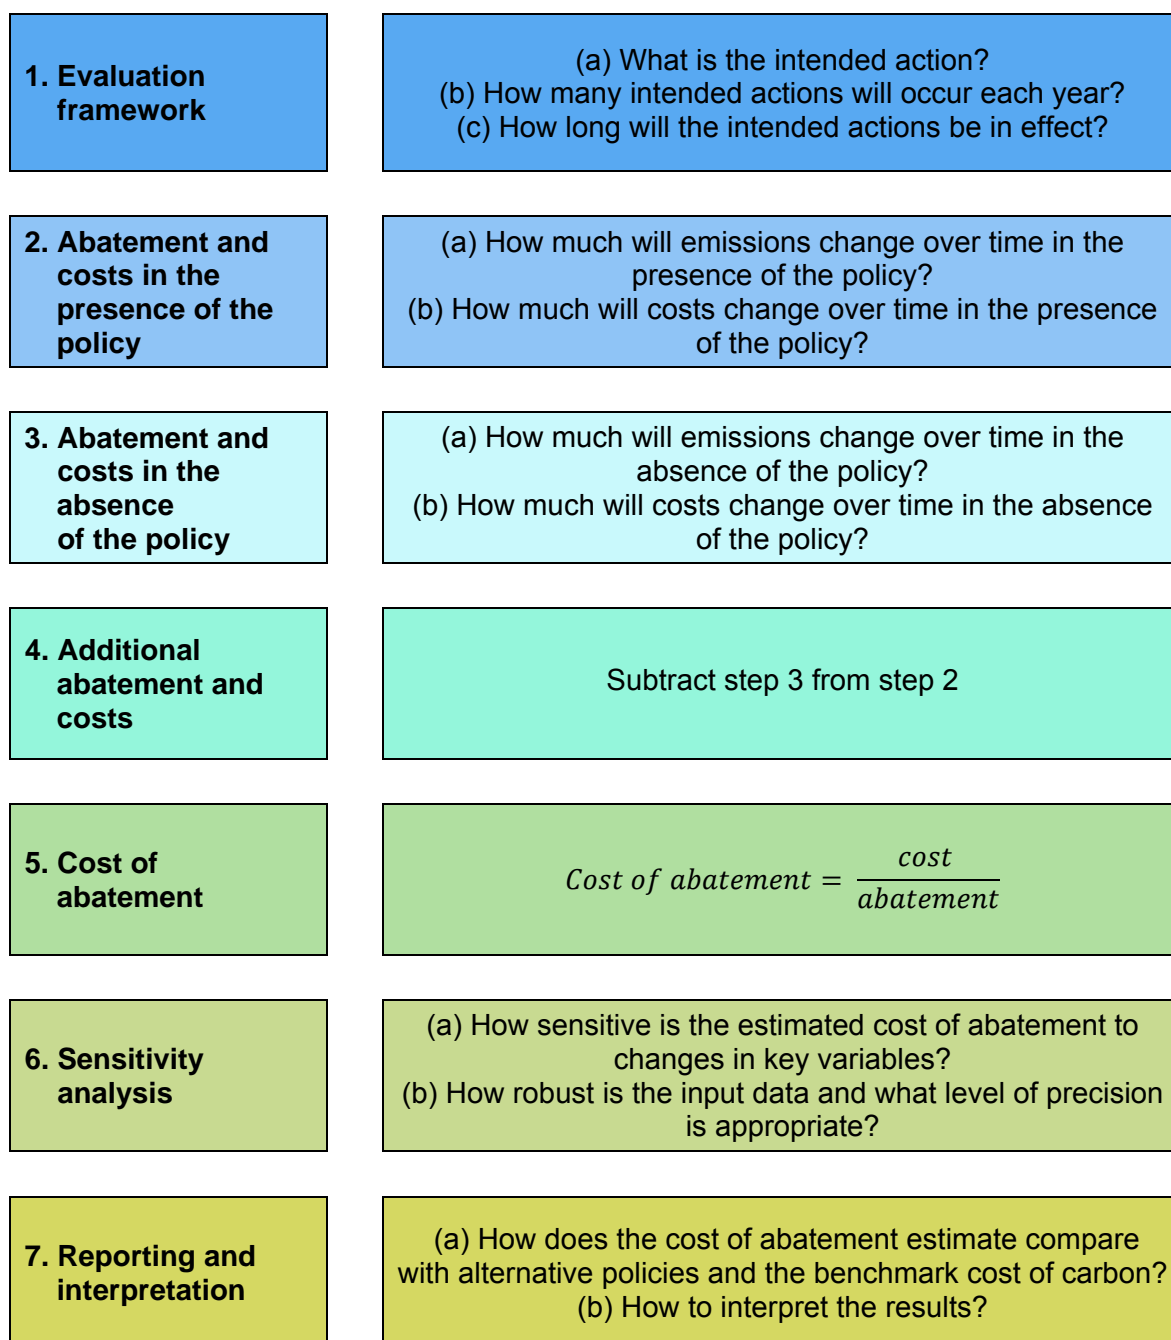 1. Evaluation
framework
(a) What is the intended action?
(b) How many intended actions will occur each year?
(c) How long will the intended actions be in effect?
2. Abatement and
costs in the
presence of the
policy
(a) How much will emissions change over time in the
presence of the policy?
(b) How much will costs change over time in the presence
of the policy?
3. Abatement and
costs in the
absence
of the policy
(a) How much will emissions change over time in the
absence of the policy?
(b) How much will costs change over time in the absence
of the policy?
4. Additional
abatement and
costs
Subtract step 3 from step 2
5. Cost of
abatement
Cost of abatement = cost / abatement
6. Sensitivity
analysis
(a) How sensitive is the estimated cost of abatement to
changes in key variables?
(b) How robust is the input data and what level of precision
is appropriate?
7. Reporting and
interpretation
(a) How does the cost of abatement estimate compare
with alternative policies and the benchmark cost of carbon?
(b) How to interpret the results?